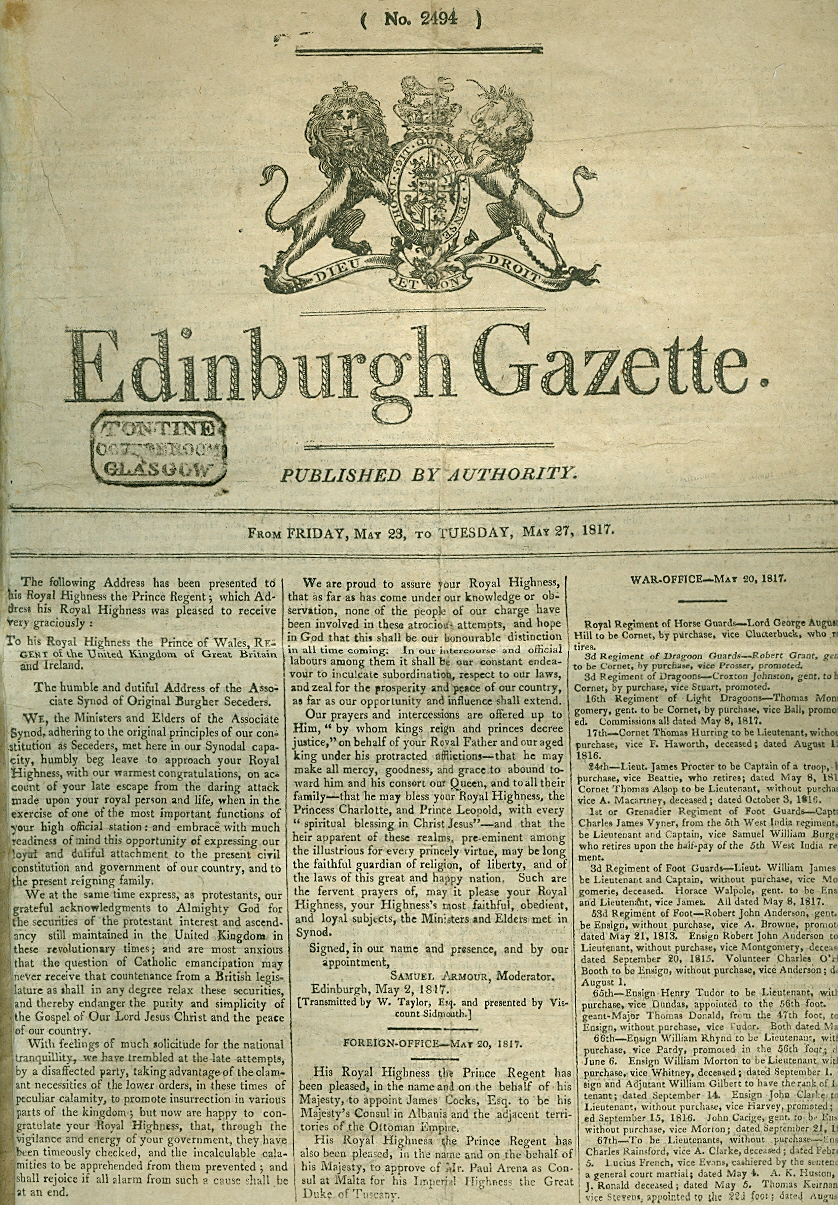 ( No. 2494 )
HONI SOIT QUI MAL Y PENSE
DIEU ET MON DROIT
Edinburgh Gazette.
TONTINE
GLASGOW
PUBLISHED BY AUTHORITY.
FROM FRIDAY, MAY 23, TO TUESDAY, MAY 27, 1817.
The following Address has been presented to
his Royal Highness the Prince Regent; which Ad-
dress his Royal Highness was pleased to receive
very graciously:
To his Royal Highness the Prince of Wales, RE-
GENT of the United Kingdom of Great Britain
and Ireland.
The humble and dutiful Address of the Asso-
ciate Synod of Original Burgher Seceders.
WE, the Ministers and Elders of the Associate
Synod, adhering to the original principles of our con-
stitution as Seceders, met here in our Synodal capa-
city, humbly beg leave to approach your Royal
Highness, with our warmest congratulations, on ac-
count of your late escape from the daring attack
made upon your royal person and life, when in the
exercise of one of the most important functions of
your high official station: and embrace with much
readiness of mind this opportunity of expressing our
loyal and dutiful attachment to the present civil
constitution and government of our country, and to
the present reigning family.
We at the same time express, as protestants, our
grateful acknowledgments to Almighty God for
the securities of the protestant interest and ascend-
ancy still maintained in the United Kingdom in
these revolutionary times; and are most anxious
that the question of Catholic emancipation may
never receive that countenance from a British legis-
lature as shall in any degree relax these securities,
and thereby endanger the purity and simplicity of
the Gospel of Our Lord Jesus Christ and the peace
of our country.
With feelings of much solicitude for the national
tranquillity, we have trembled at the late attempts,
by a disaffected party, taking advantage of the clam-
ant necessities of the lower orders, in these times of
peculiar calamity, to promote insurrection in various
parts of the kingdom; but now are happy to con-
gratulate your Royal Highness, that, through the
vigilance and energy of your government, they have
been timeously checked, and the incalculable cala-
mities to be apprehended from them prevented; and
shall rejoice if all alarm from such a cause shall be
at an end.
We are proud to assure your Royal Highness,
that as far as has come under our knowledge or ob-
servation, none of the people of our charge have
been involved in these atrocious attempts, and hope
in God that this shall be our honourable distinction
in all time coming: In our intercourse and official
labours among them it shall be our constant endea-
vour to inculcate subordination, respect to our laws,
and zeal for the prosperity and peace of our country,
as far as our opportunity and influence shall extend.
Our prayers and intercessions are offered up to
Him, "by whom kings reign and princes decree
justice," on behalf of your Royal Father and our aged
king under his protracted afflictions—that he may
make all mercy, goodness, and grace to abound to-
ward him and his consort our Queen, and to all their
family—that he may bless your Royal Highness, the
Princess Charlotte, and Prince Leopold, with every
" spiritual blessing in Christ Jesus"—and that the
heir apparent of these realms, pre-eminent among
the illustrious for every princely virtue, may be long
the faithful guardian of religion, of liberty, and of
the laws of this great and happy nation. Such are
the fervent prayers of, may it please your Royal
Highness, your Highness's most faithful, obedient,
and loyal subjects, the Ministers and Elders met in
Synod.
Signed, in our name and presence, and by our
appointment,
SAMUEL ARMOUR, Moderator.
Edinburgh, May 2, 1817.
[Transmitted by W. Taylor, Esq. and presented by Vis-
count Sidmouth.]
FOREIGN-OFFICE—MAY 20, 1817.
His Royal Highness the Prince Regent has
been pleased, in the name and on the behalf of his
Majesty, to appoint James Cocks, Esq. to be his
Majesty's Consul in Albania and the adjacent terri-
tories of the Ottoman Empire.
His Royal Highness the Prince Regent has
also been pleased, in the name and on the behalf of
his Majesty, to approve of Mr. Paul Arena as Con-
sul at Malta for his Imperial Highness the Great
Duke of Tuscany.
WAR-OFFICE—MAY 20, 1817.
Royal Regiment of Horse Guards—Lord George
Hill to be Cornet, by purchase, vice Clutterbuck, who
tires.
3d Regiment of Dragoon Guards—Robert Grant,
to be Cornet, by purchase, vice Prosser, promoted.
3d Regiment of Dragoons—Croxton Johnston, gent. to
Cornet, by purchase, vice Stuart, promoted.
16th Regiment of Light Dragoons—Thomas
gomery, gent. to be Cornet, by purchase, vice Ball,
ed. Commissions all dated May 8, 1817.
17th—Cornet Thomas Hurring to be Lieutenant,
purchase, vice F. Haworth, deceased; dated
1816.
24th—Lieut. James Procter to be Captain of a troop,
purchase, vice Beattie, who retires; dated May 8,
Cornet Thomas Alsop to be Lieutenant, without
vice A. Macartney, deceased; dated October 3, 1816.
1st or Grenadier Regiment of Foot Guards—
Charles James Vyner, from the 5th West India regiment,
be Lieutenant and Captain, vice Samuel William
who retires upon the half-pay of the 5th West India
ment.
3d Regiment of Foot Guards—Lieut. William James
be Lieutenant and Captain, without purchase, vice
gomerie, deceased. Horace Walpole, gent. to be
and Lieutenant, vice James. All dated May 8, 1817.
53d Regiment of Foot—Robert John Anderson, gent.
be Ensign, without purchase, vice A. Browne,
dated May 21, 1813. Ensign Robert John Anderson to
Lieutenant, without purchase, vice Montgomery,
dated September 20, 1815. Volunteer Charles
Booth to be Ensign, without purchase, vice Anderson;
August 1.
65th—Ensign Henry Tudor to be Lieutenant,
purchase, vice Dundas, appointed to the 56th foot.
geant-Major Thomas Donald, from the 47th foot, to
Ensign, without purchase, vice Tudor. Both dated
66th—Ensign William Rhynd to be Lieutenant,
purchase, vice Pardy, promoted in the 56th foot;
June 6. Ensign William Morton to be Lieutenant,
purchase, vice Whitney, deceased; dated September 1.
sign and Adjutant William Gilbert to have the rank of
tenant; dated September 14. Ensign John Clarke to
Lieutenant, without purchase, vice Harvey, promoted;
ed September 15, 1816. John Cacige, gent. to be
without purchase, vice Morton; dated September 21,
67th—To be Lieutenants, without purchase—
Charles Rainsford, vice A. Clarke, deceased; dated
5. Lucius French, vice Evans, cashiered by the
a general court martial; dated May 4. A. K. Huston,
J. Ronald deceased; dated May 5. Thomas
vice Stevens, appointed to the 22d foot; dated